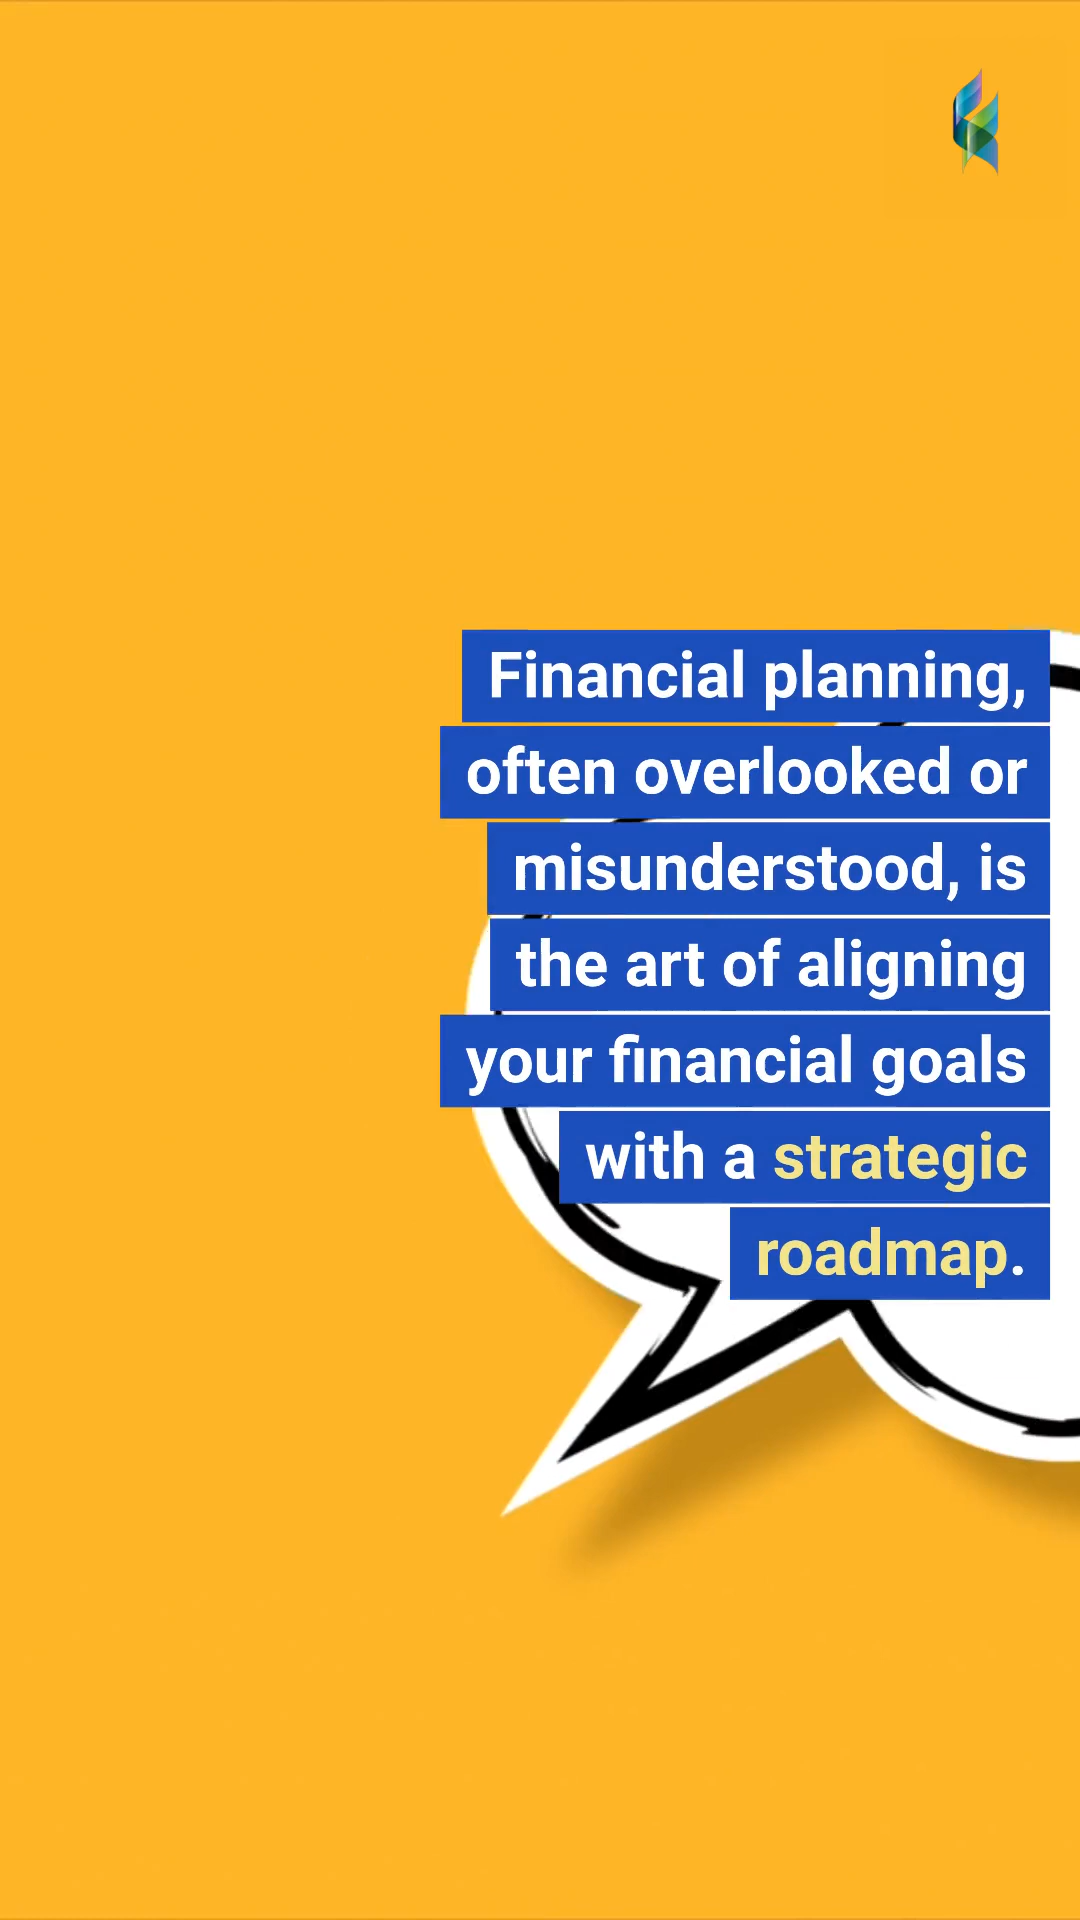 Financial planning,
often overlooked or
misunderstood, is
the art of aligning
your financial goals
with a strategic
roadmap.